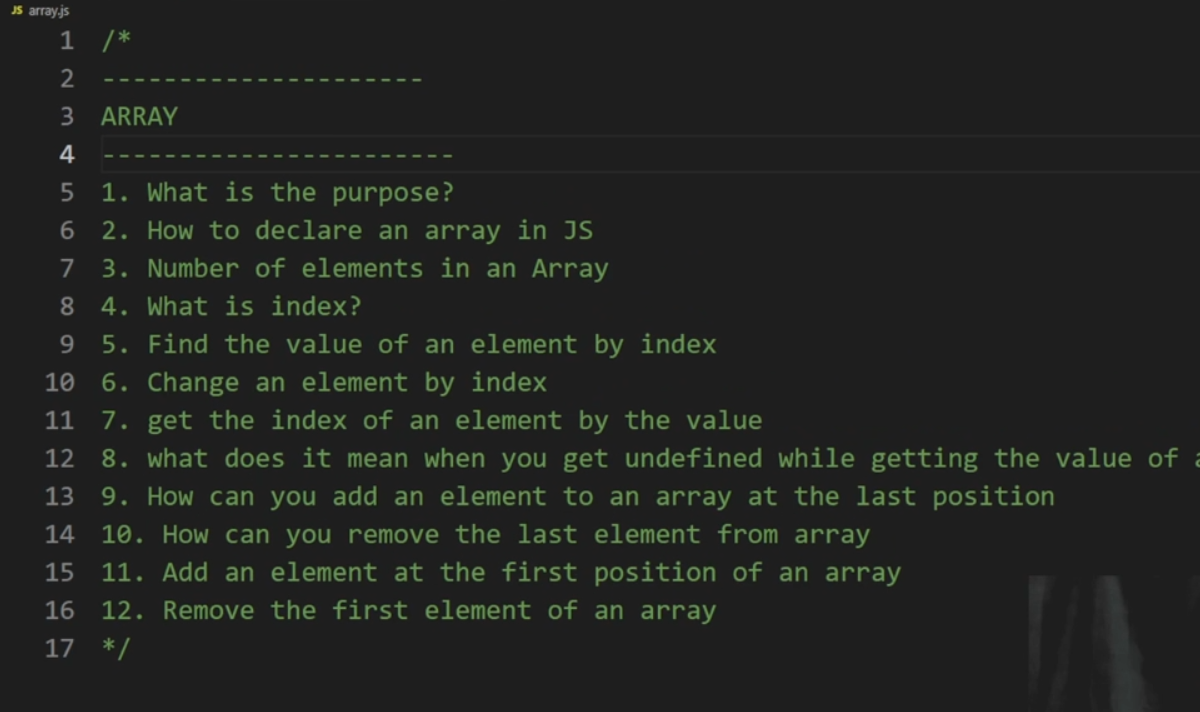 JS array.js
1 /*
2 ---------------------
3 ARRAY
4 -----------------------
5 1. What is the purpose?
6 2. How to declare an array in JS
7 3. Number of elements in an Array
8 4. What is index?
9 5. Find the value of an element by index
10 6. Change an element by index
11 7. get the index of an element by the value
12 8. what does it mean when you get undefined while getting the value of
13 9. How can you add an element to an array at the last position
14 10. How can you remove the last element from array
15 11. Add an element at the first position of an array
16 12. Remove the first element of an array
17 */